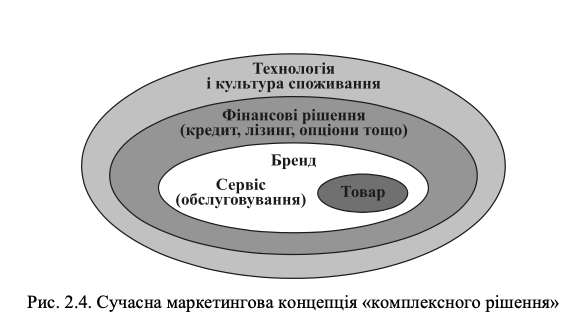 Технологія
і культура споживання
Фінансові рішення
(кредит, лізинг, опціони тощо)
Бренд
Сервіс
(обслуговування)
Товар
Рис. 2.4. Сучасна маркетингова концепція «комплексного рішення»